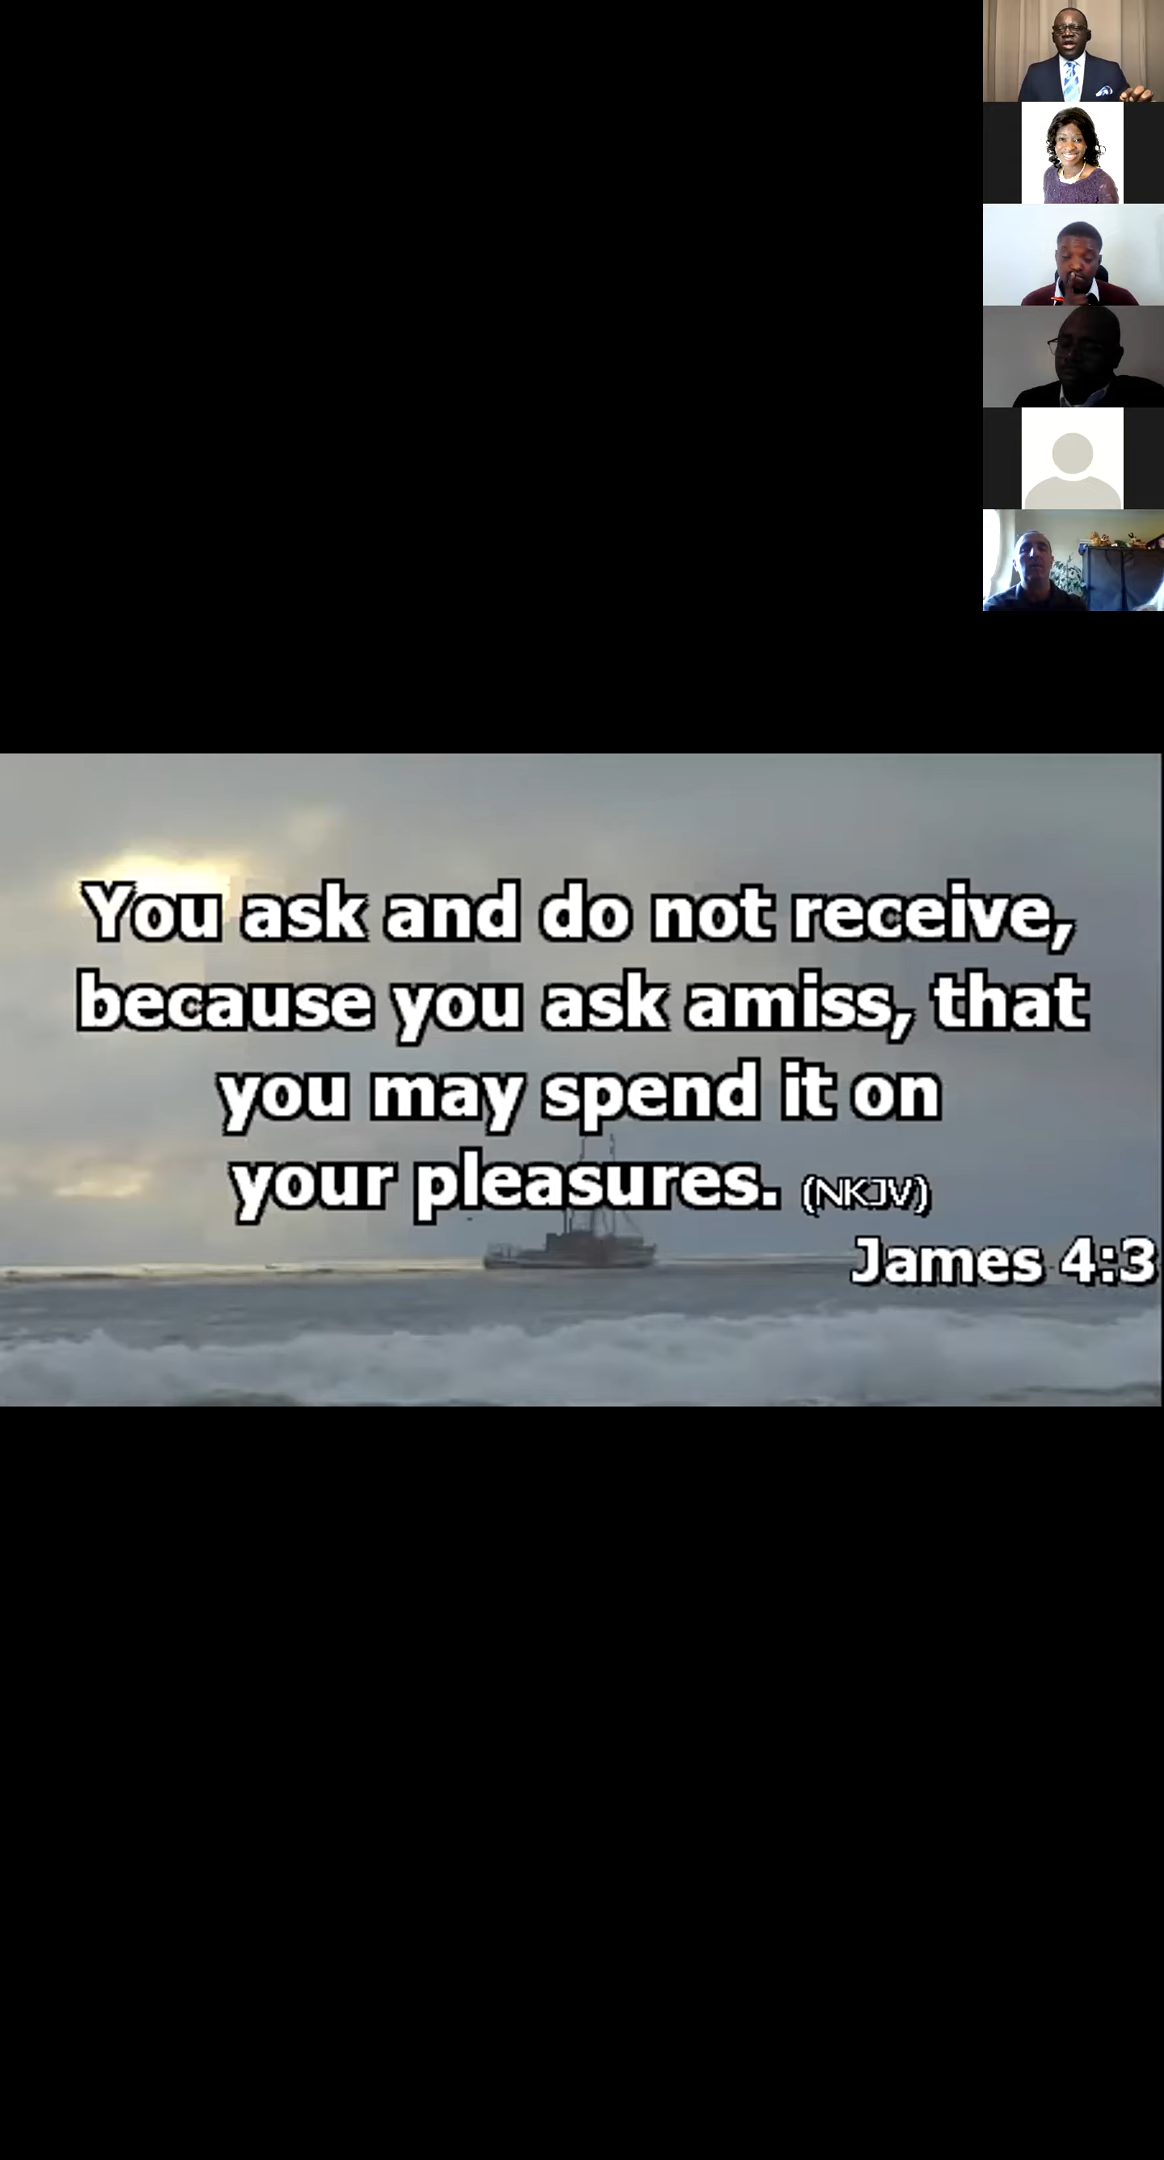 You ask and do not receive,
because you ask amiss, that
you may spend it on
your pleasures. (NKJV)
James 4:3